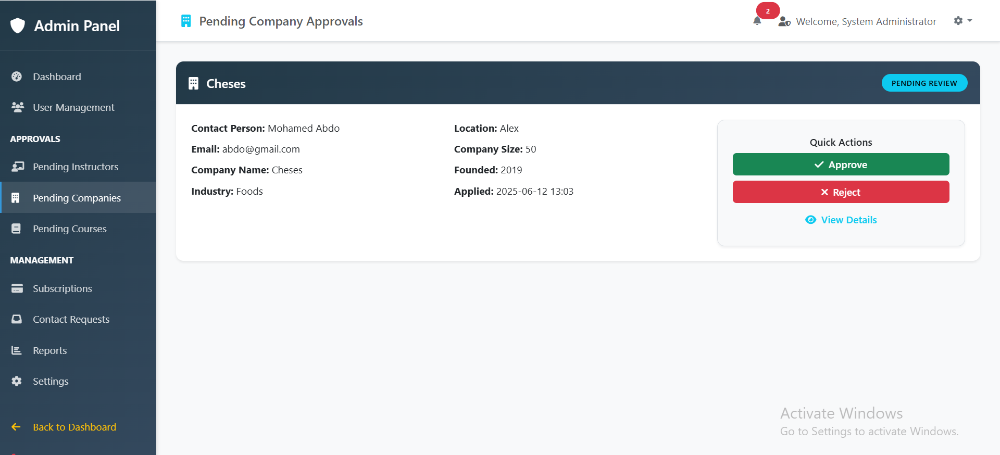 Admin Panel
Dashboard
User Management
APPROVALS
Pending Instructors
Pending Companies
Pending Courses
MANAGEMENT
Subscriptions
Contact Requests
Reports
Settings
Back to Dashboard
Pending Company Approvals
2
Welcome, System Administrator
Cheses
PENDING REVIEW
Contact Person: Mohamed Abdo
Email: abdo@gmail.com
Company Name: Cheses
Industry: Foods
Location: Alex
Company Size: 50
Founded: 2019
Applied: 2025-06-12 13:03
Quick Actions
Approve
Reject
View Details
Activate Windows
Go to Settings to activate Windows.